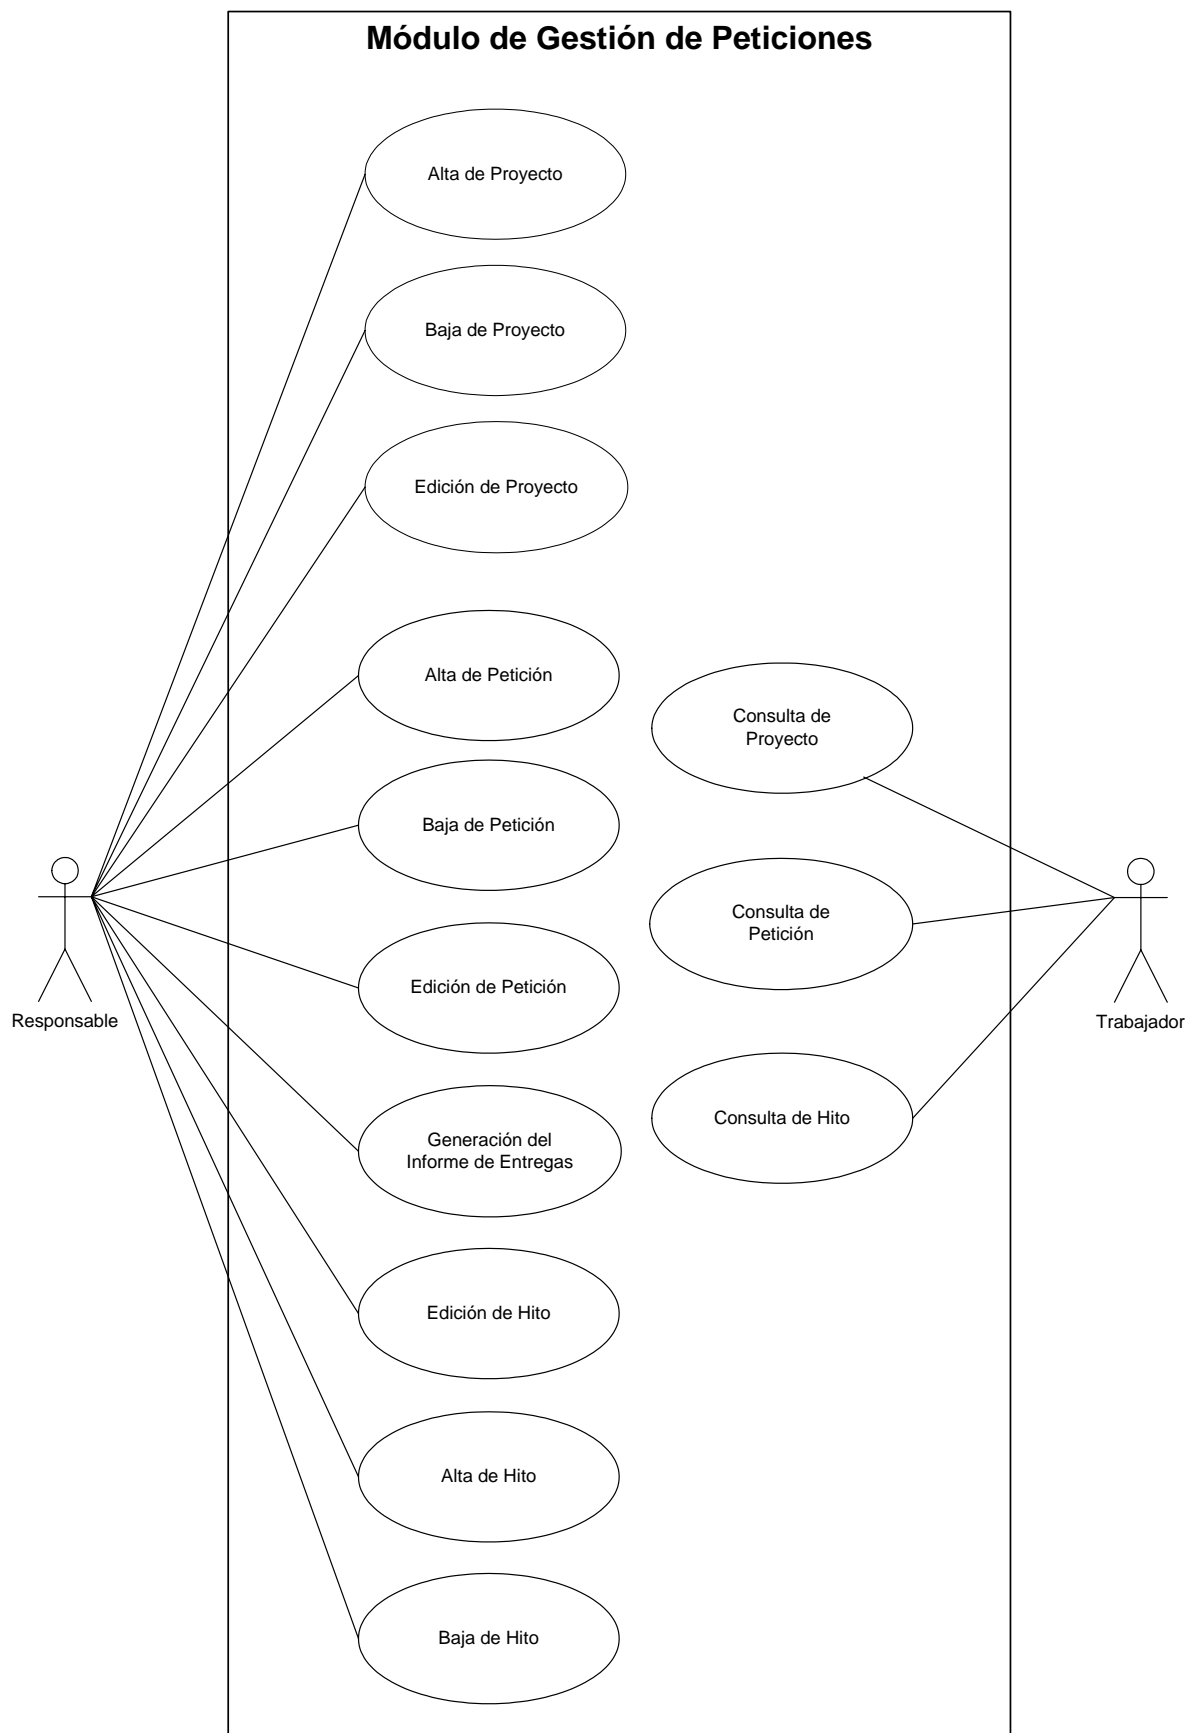 Módulo de Gestión de Peticiones
Alta de Proyecto
Baja de Proyecto
Edición de Proyecto
Alta de Petición
Consulta de
Proyecto
Baja de Petición
Consulta de
Petición
Edición de Petición
Responsable
Trabajador
Consulta de Hito
Generación del
Informe de Entregas
Edición de Hito
Alta de Hito
Baja de Hito